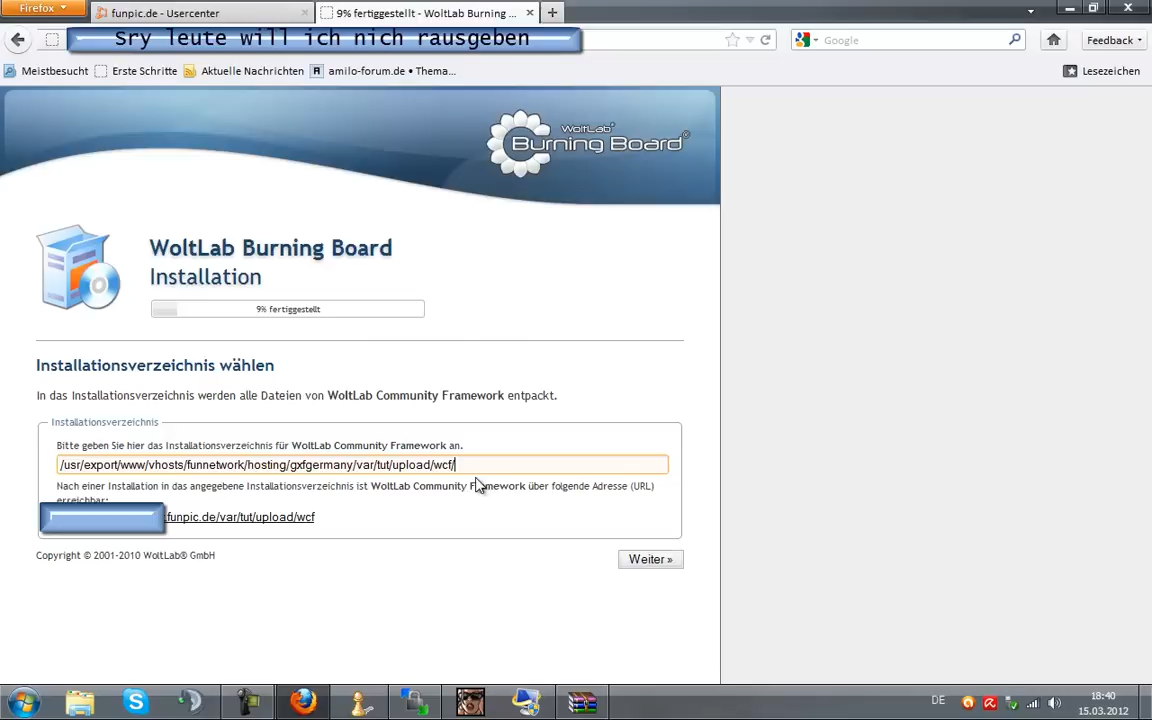 Firefox
funpic.de - Usercenter
9% fertiggestellt - WoltLab Burning ...
Sry leute will ich nich rausgeben
Google
Feedback
Meistbesucht
Erste Schritte
Aktuelle Nachrichten
amilo-forum.de • Thema...
Lesezeichen
WoltLab®
Burning Board®
WoltLab Burning Board
Installation
9% fertiggestellt
Installationsverzeichnis wählen
In das Installationsverzeichnis werden alle Dateien von WoltLab Community Framework entpackt.
Installationsverzeichnis
Bitte geben Sie hier das Installationsverzeichnis für WoltLab Community Framework an.
/usr/export/www/vhosts/funnetwork/hosting/gxfgermany/var/tut/upload/wcf/
Nach einer Installation in das angegebene Installationsverzeichnis ist WoltLab Community Framework über folgende Adresse (URL)
erreichbar:
.funpic.de/var/tut/upload/wcf
Copyright © 2001-2010 WoltLab® GmbH
Weiter »
DE
18:40
15.03.2012